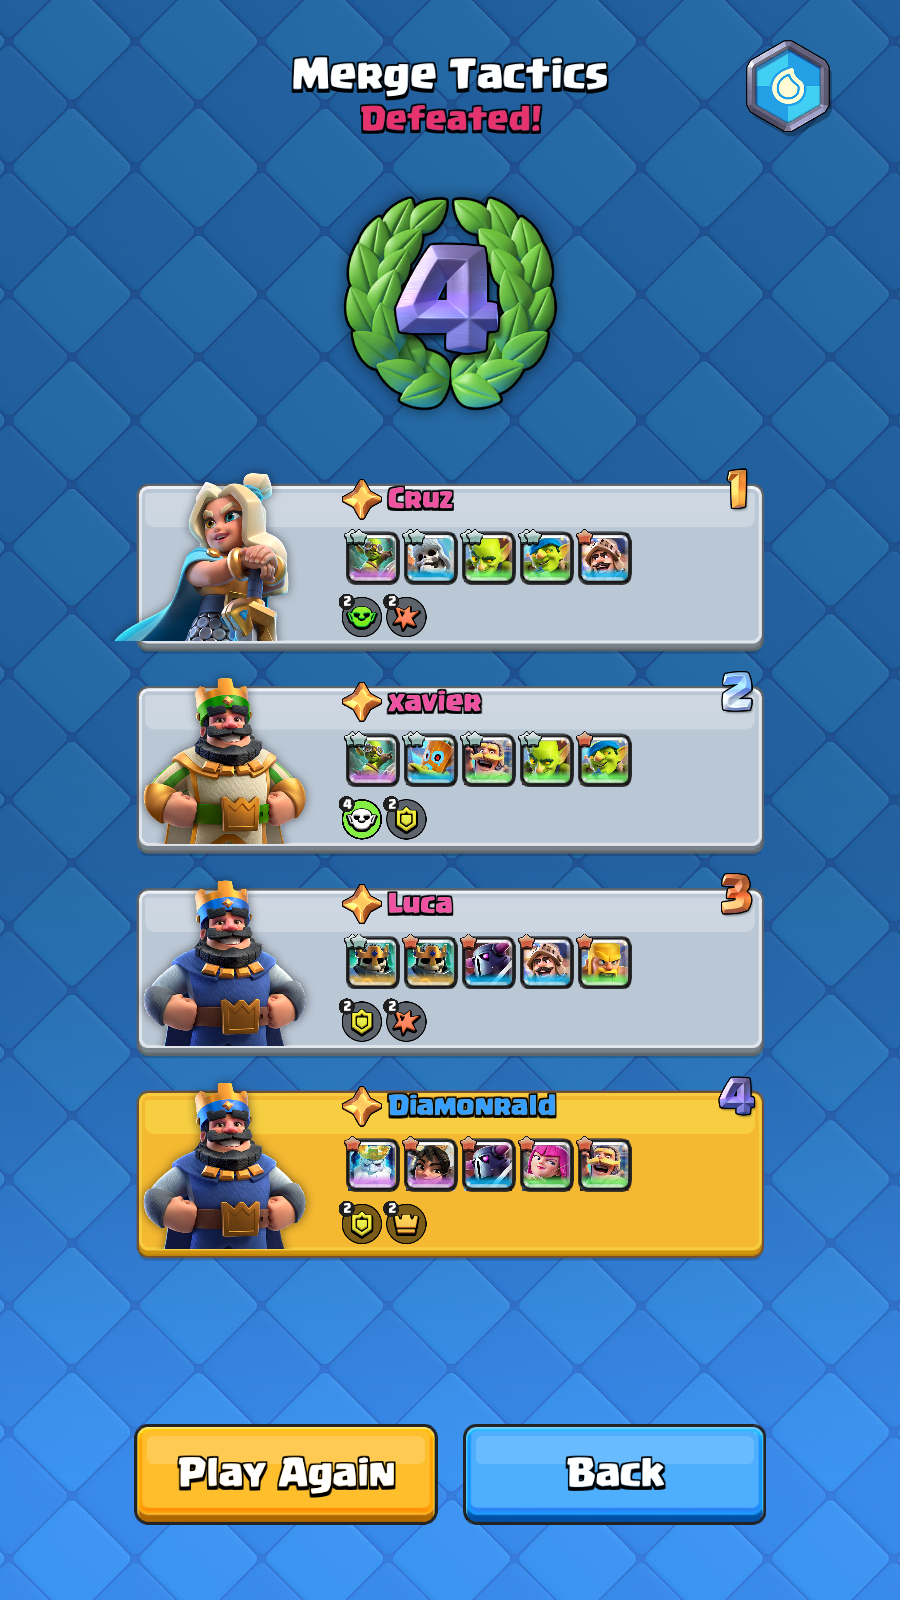 Merge Tactics
Defeated!
4
1
Cruz
2 2
2
xavier
4 2
3
Luca
2 2
4
Diamonrald
2 2
Play Again
Back